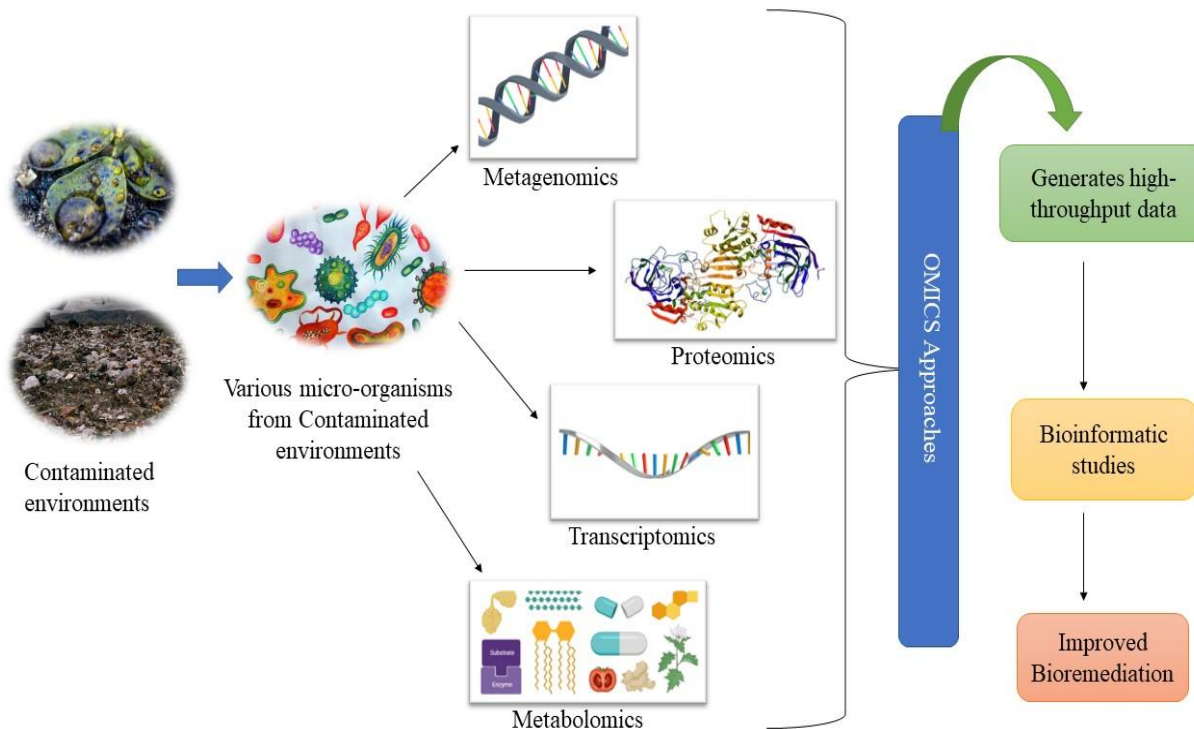 Contaminated
environments
Various micro-organisms
from Contaminated
environments
Metagenomics
Proteomics
Transcriptomics
Substrate
Enzyme
Metabolomics
OMICS Approaches
Generates high-
throughput data
Bioinformatic
studies
Improved
Bioremediation